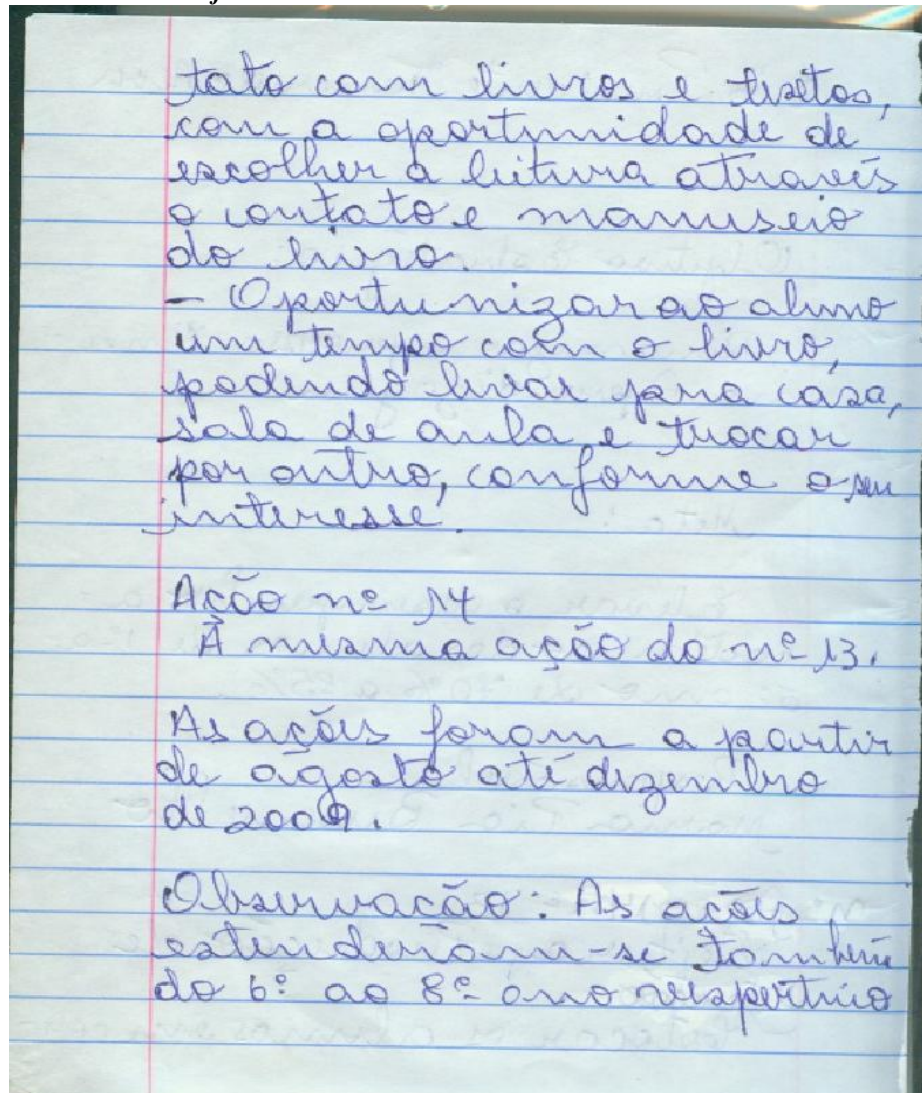 tato com livros e textos,
com a oportunidade de
escolher a leitura através
o contato e manuseio
do livro.
– Oportunizar ao aluno
um tempo com o livro,
podendo levar para casa,
sala de aula e trocar
por outro, conforme o seu
interesse.
Ação nº 14
A mesma ação do nº 13.
As ações foram a partir
de agosto até dezembro
de 2009.
Observação: As ações
estenderam-se também
do 6º ao 8º ano vespertino